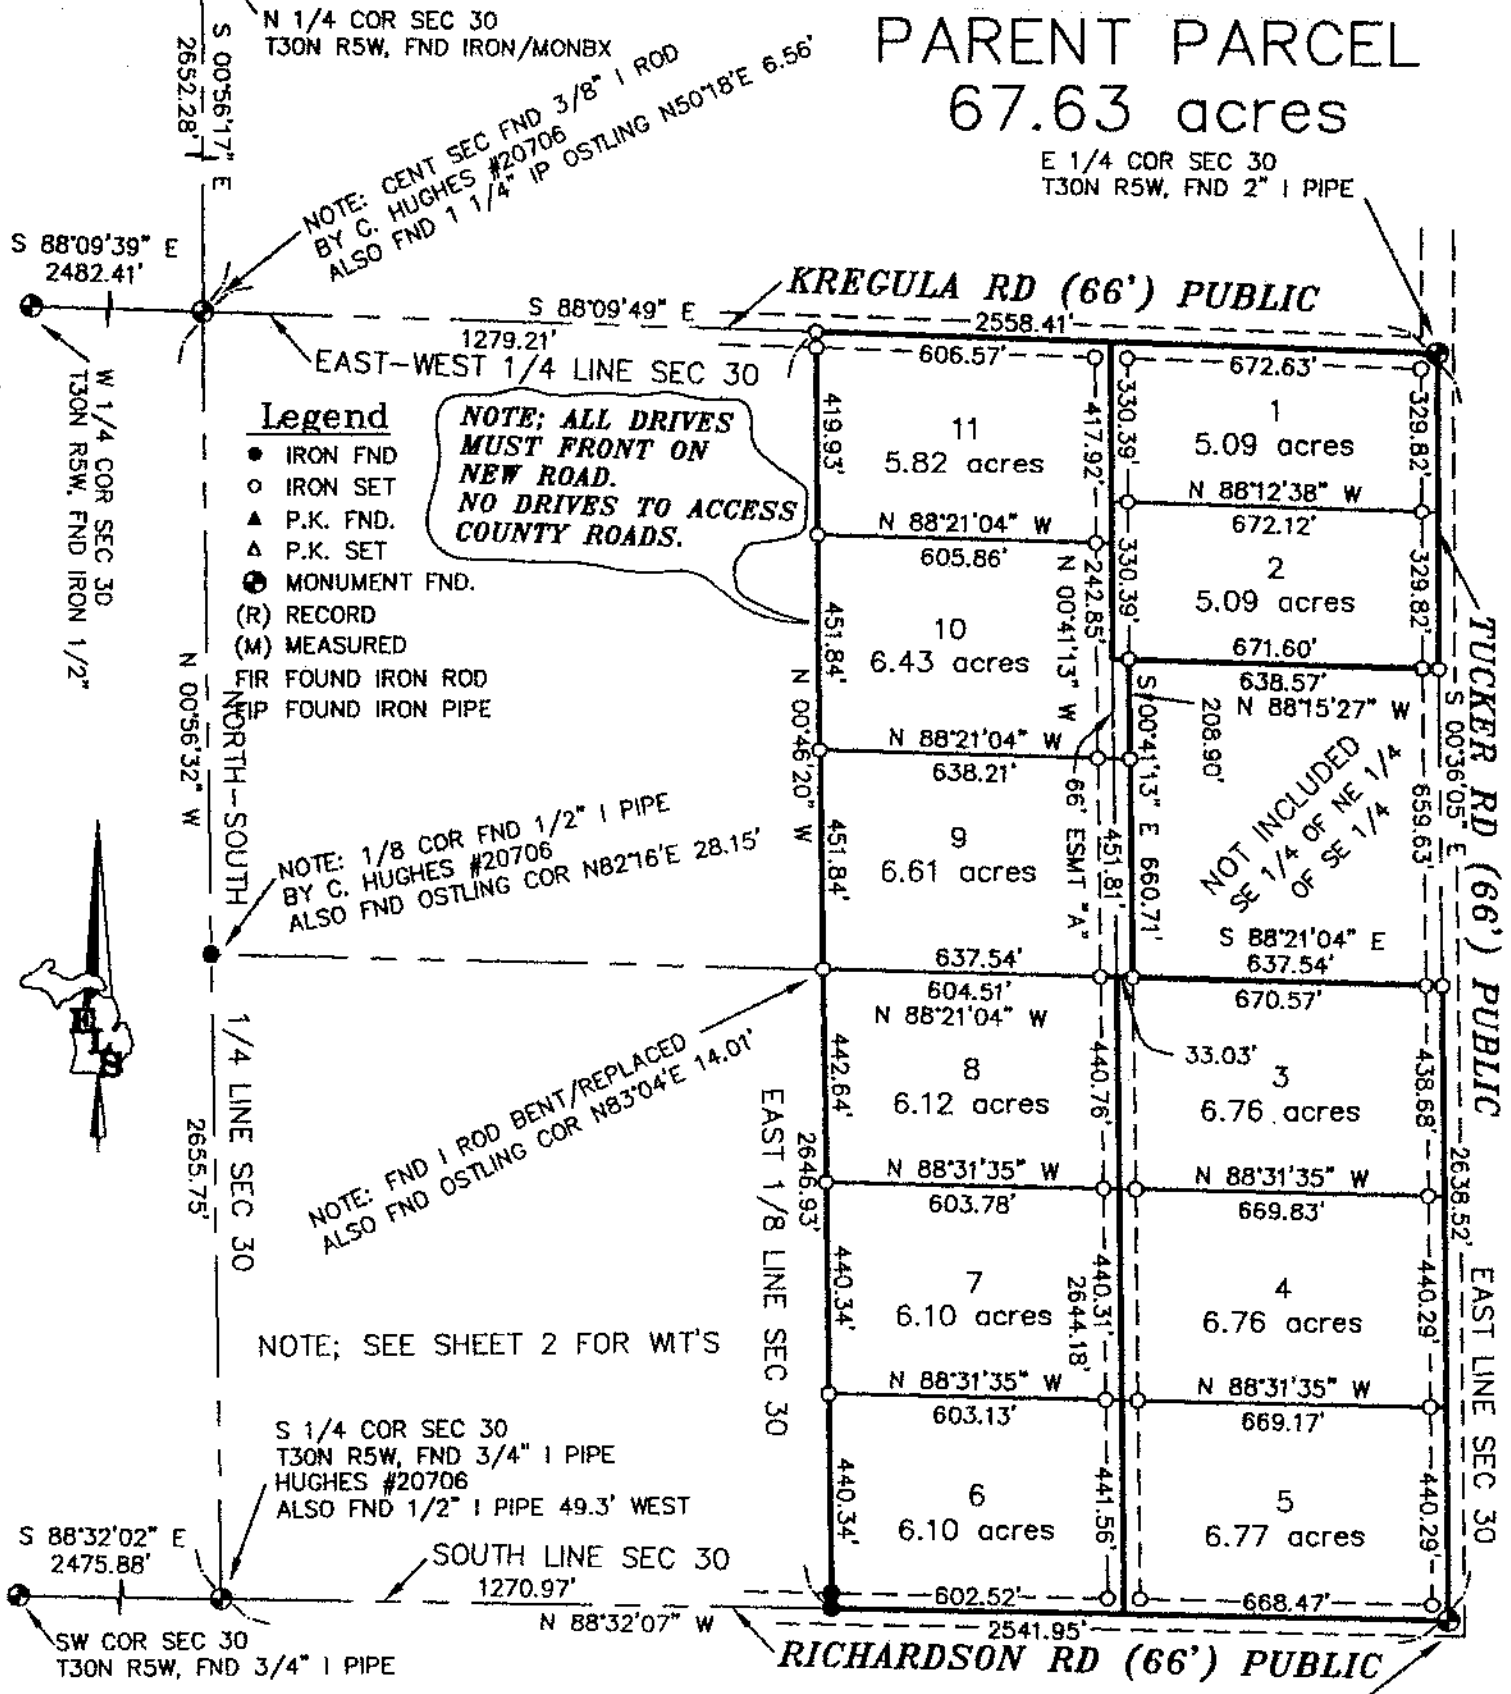 N 1/4 COR SEC 30
T30N R5W, FND IRON/MONBX
S 00°56'17" E
2652.28'
PARENT PARCEL
67.63 acres
NOTE: CENT SEC FND 3/8" I ROD
BY C. HUGHES #20706
ALSO FND 1 1/4" IP OSTLING N50°18'E 6.56'
E 1/4 COR SEC 30
T30N R5W, FND 2" I PIPE
S 88°09'39" E
2482.41'
W 1/4 COR SEC 30
T30N R5W, FND IRON 1/2"
KREGULA RD (66') PUBLIC
S 88°09'49" E
2558.41'
1279.21'
EAST-WEST 1/4 LINE SEC 30
606.57'
672.63'
Legend
IRON FND
IRON SET
P.K. FND.
P.K. SET
MONUMENT FND.
(R) RECORD
(M) MEASURED
FIR FOUND IRON ROD
FIP FOUND IRON PIPE
NOTE; ALL DRIVES
MUST FRONT ON
NEW ROAD.
NO DRIVES TO ACCESS
COUNTY ROADS.
419.93'
11
5.82 acres
417.92'
330.39'
1
5.09 acres
329.82'
N 88°21'04" W
605.86'
N 88°12'38" W
672.12'
451.84'
10
6.43 acres
242.85'
N 00°41'13" W
330.39'
2
5.09 acres
329.82'
671.60'
638.57'
N 88°15'27" W
TUCKER RD (66') PUBLIC
S 00°36'05" E
2638.52'
EAST LINE SEC 30
N 00°46'20" W
2646.93'
EAST 1/8 LINE SEC 30
N 88°21'04" W
638.21'
S 00°41'13" E 660.71'
208.90'
66' ESMT "A"
NOT INCLUDED
SE 1/4 OF NE 1/4
OF SE 1/4
659.63'
451.84'
9
6.61 acres
451.81'
S 88°21'04" E
637.54'
670.57'
637.54'
604.51'
N 88°21'04" W
33.03'
N 00°56'32" W
2655.75'
NORTH-SOUTH
1/4 LINE SEC 30
NOTE: 1/8 COR FND 1/2" I PIPE
BY C. HUGHES #20706
ALSO FND OSTLING COR N82°16'E 28.15'
NOTE: FND I ROD BENT/REPLACED
ALSO FND OSTLING COR N83°04'E 14.01'
442.64'
8
6.12 acres
440.76'
3
6.76 acres
438.68'
N 88°31'35" W
603.78'
N 88°31'35" W
669.83'
440.34'
7
6.10 acres
440.31'
2644.18'
4
6.76 acres
440.29'
N 88°31'35" W
603.13'
N 88°31'35" W
669.17'
440.34'
6
6.10 acres
441.56'
5
6.77 acres
440.29'
602.52'
668.47'
NOTE; SEE SHEET 2 FOR WIT'S
S 1/4 COR SEC 30
T30N R5W, FND 3/4" I PIPE
HUGHES #20706
ALSO FND 1/2" I PIPE 49.3' WEST
S 88°32'02" E
2475.88'
SOUTH LINE SEC 30
1270.97'
N 88°32'07" W
2541.95'
RICHARDSON RD (66') PUBLIC
SW COR SEC 30
T30N R5W, FND 3/4" I PIPE